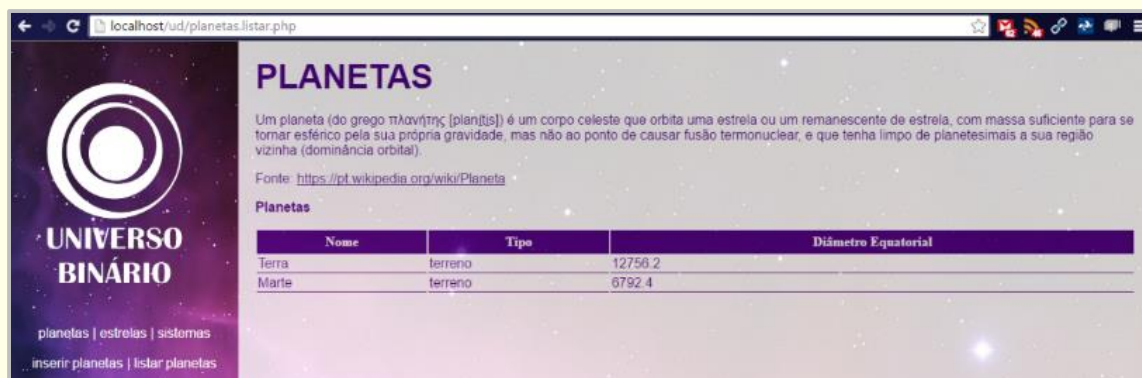 localhost/ud/planetas.listar.php
UNIVERSO
BINÁRIO
planetas | estrelas | sistemas
inserir planetas | listar planetas
PLANETAS
Um planeta (do grego πλανήτης [planɪ̃tɪs]) é um corpo celeste que orbita uma estrela ou um remanescente de estrela, com massa suficiente para se
tornar esférico pela sua própria gravidade, mas não ao ponto de causar fusão termonuclear, e que tenha limpo de planetesimais a sua região
vizinha (dominância orbital).
Fonte: https://pt.wikipedia.org/wiki/Planeta
Planetas
Nome Tipo Diâmetro Equatorial
Terra terreno 12756.2
Marte terreno 6792.4